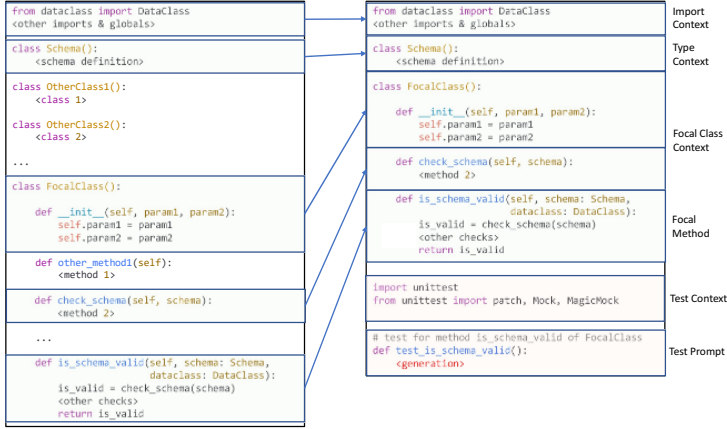 from dataclass import DataClass
<other imports & globals>
class Schema():
<schema definition>
class OtherClass1():
<class 1>
class OtherClass2():
<class 2>
...
class FocalClass():
def __init__(self, param1, param2):
self.param1 = param1
self.param2 = param2
def other_method1(self):
<method 1>
def check_schema(self, schema):
<method 2>
...
def is_schema_valid(self, schema: Schema,
dataclass: DataClass):
is_valid = check_schema(schema)
<other checks>
return is_valid
from dataclass import DataClass
<other imports & globals>
class Schema():
<schema definition>
class FocalClass():
def __init__(self, param1, param2):
self.param1 = param1
self.param2 = param2
def check_schema(self, schema):
<method 2>
def is_schema_valid(self, schema: Schema,
dataclass: DataClass):
is_valid = check_schema(schema)
<other checks>
return is_valid
import unittest
from unittest import patch, Mock, MagicMock
# test for method is_schema_valid of FocalClass
def test_is_schema_valid():
<generation>
Import
Context
Type
Context
Focal Class
Context
Focal
Method
Test Context
Test Prompt